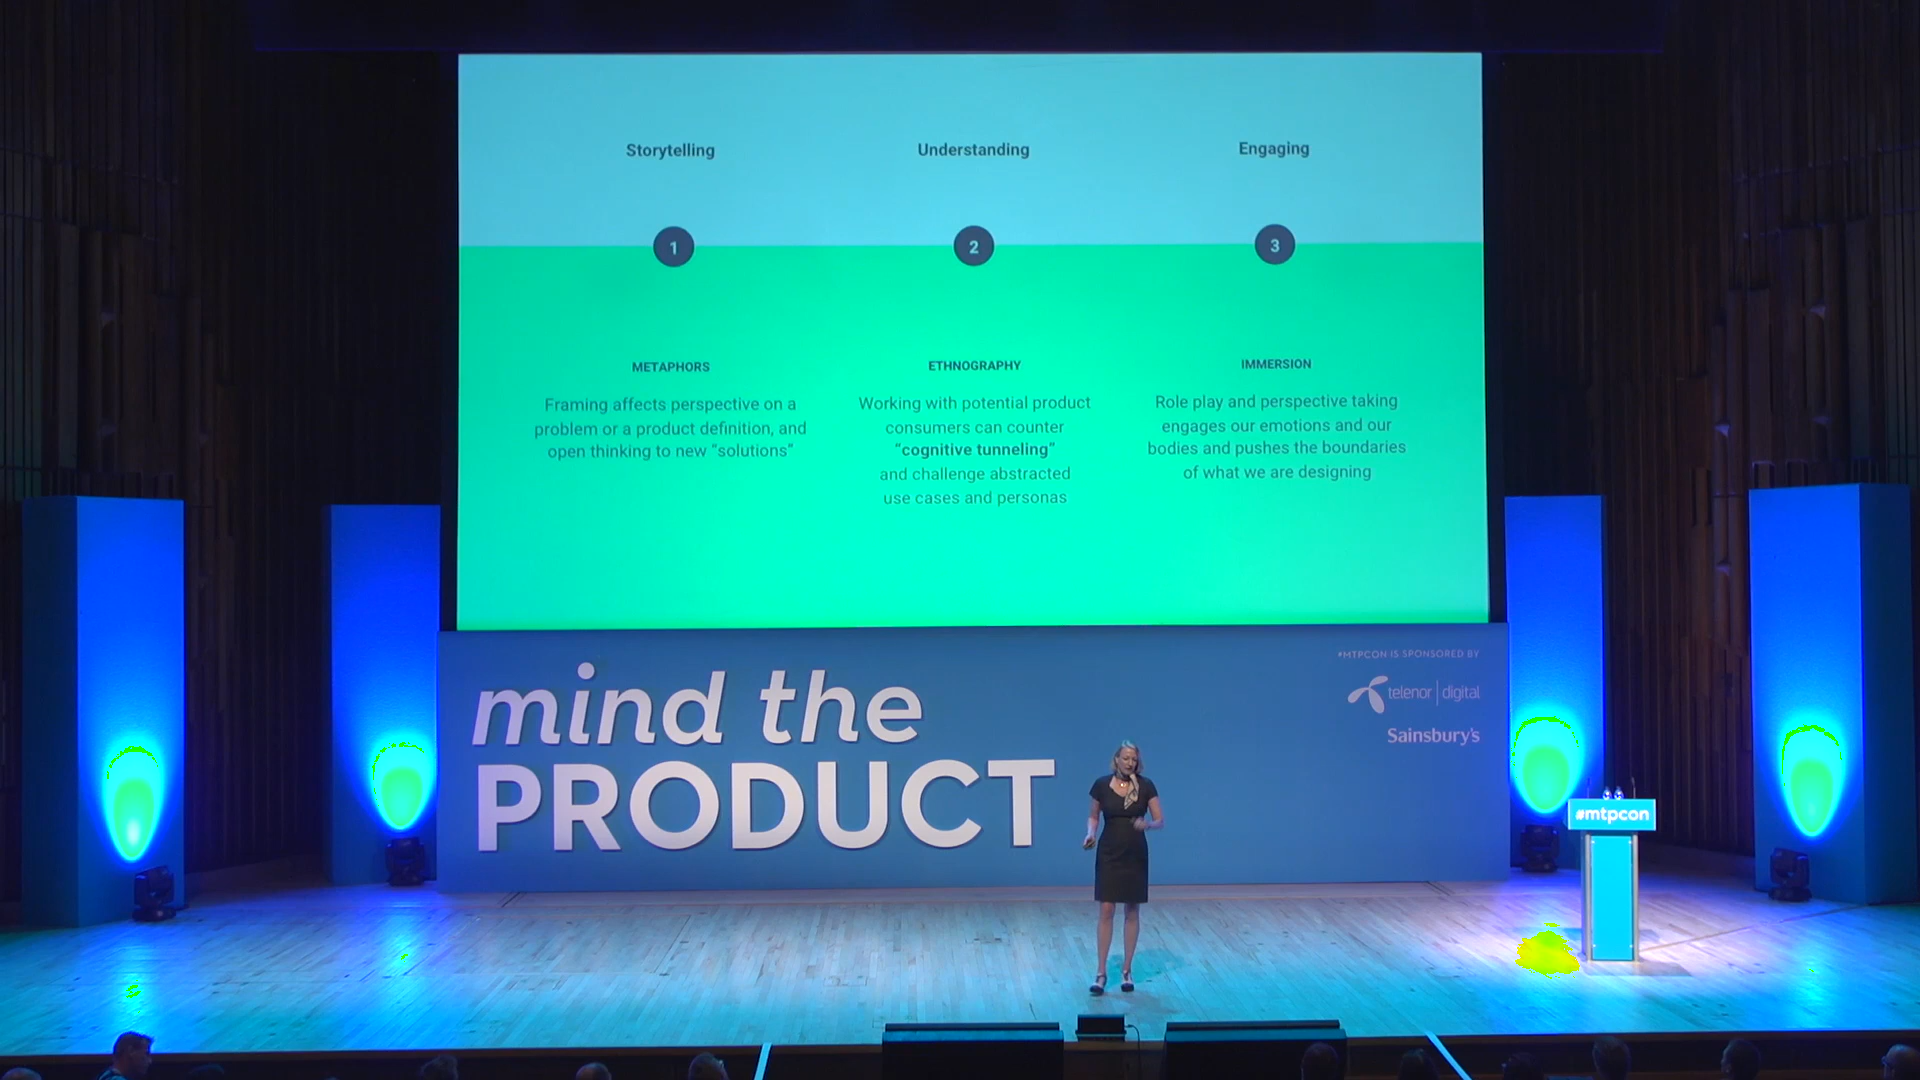 Storytelling
Understanding
Engaging
1
2
3
METAPHORS
Framing affects perspective on a
problem or a product definition, and
open thinking to new "solutions"
ETHNOGRAPHY
Working with potential product
consumers can counter
"cognitive tunneling"
and challenge abstracted
use cases and personas
IMMERSION
Role play and perspective taking
engages our emotions and our
bodies and pushes the boundaries
of what we are designing
mind the
PRODUCT
#MTPCON IS SPONSORED BY
telenor | digital
Sainsbury's
#mtpcon